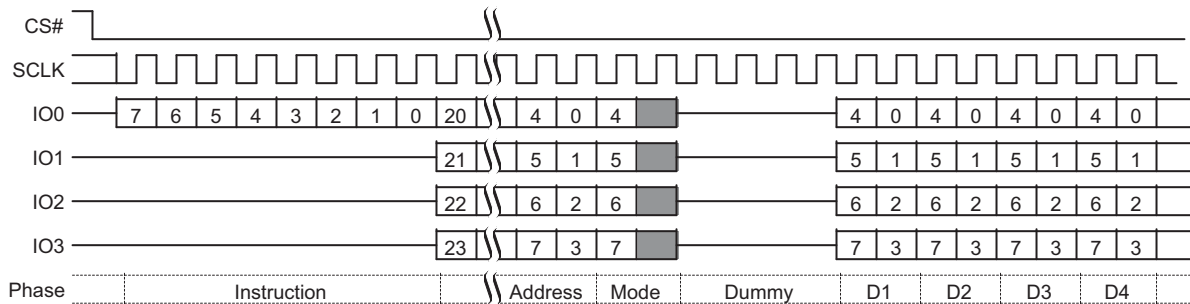 CS#
SCLK
IO0 7 6 5 4 3 2 1 0 20 4 0 4 4 0 4 0 4 0 4 0
IO1 21 5 1 5 5 1 5 1 5 1 5 1
IO2 22 6 2 6 6 2 6 2 6 2 6 2
IO3 23 7 3 7 7 3 7 3 7 3 7 3
Phase Instruction Address Mode Dummy D1 D2 D3 D4